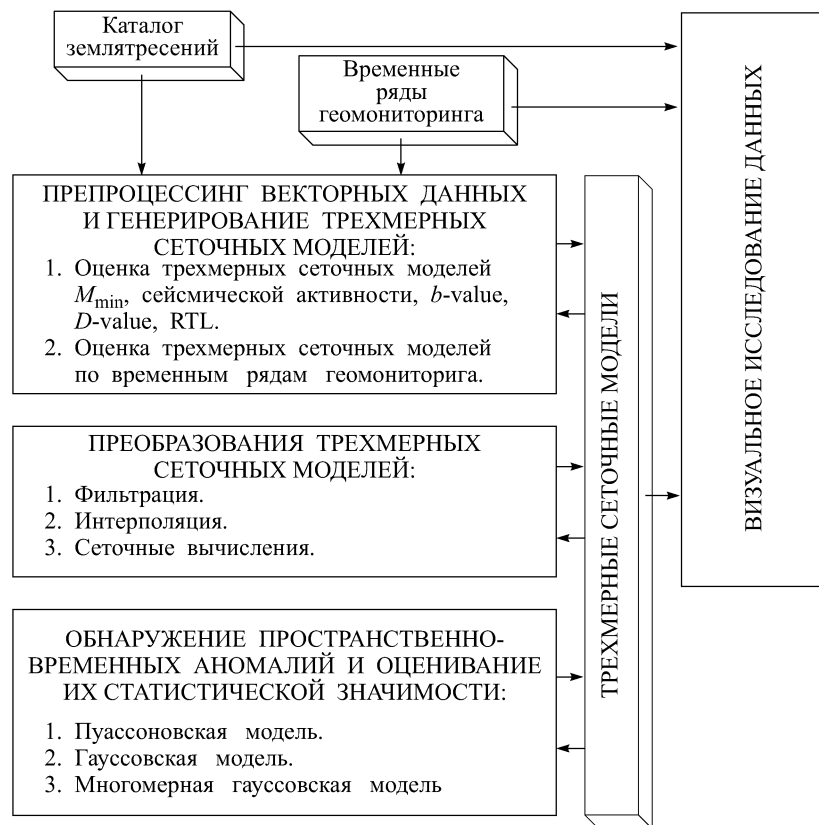 Каталог
землятресений
Временные
ряды
геомониторинга
ПРЕПРОЦЕССИНГ ВЕКТОРНЫХ ДАННЫХ
И ГЕНЕРИРОВАНИЕ ТРЕХМЕРНЫХ
СЕТОЧНЫХ МОДЕЛЕЙ:
1. Оценка трехмерных сеточных моделей
Mmin, сейсмической активности, b-value,
D-value, RTL.
2. Оценка трехмерных сеточных моделей
по временным рядам геомониторига.
ПРЕОБРАЗОВАНИЯ ТРЕХМЕРНЫХ
СЕТОЧНЫХ МОДЕЛЕЙ:
1. Фильтрация.
2. Интерполяция.
3. Сеточные вычисления.
ОБНАРУЖЕНИЕ ПРОСТРАНСТВЕННО-
ВРЕМЕННЫХ АНОМАЛИЙ И ОЦЕНИВАНИЕ
ИХ СТАТИСТИЧЕСКОЙ ЗНАЧИМОСТИ:
1. Пуассоновская модель.
2. Гауссовская модель.
3. Многомерная гауссовская модель
ТРЕХМЕРНЫЕ СЕТОЧНЫЕ МОДЕЛИ
ВИЗУАЛЬНОЕ ИССЛЕДОВАНИЕ ДАННЫХ